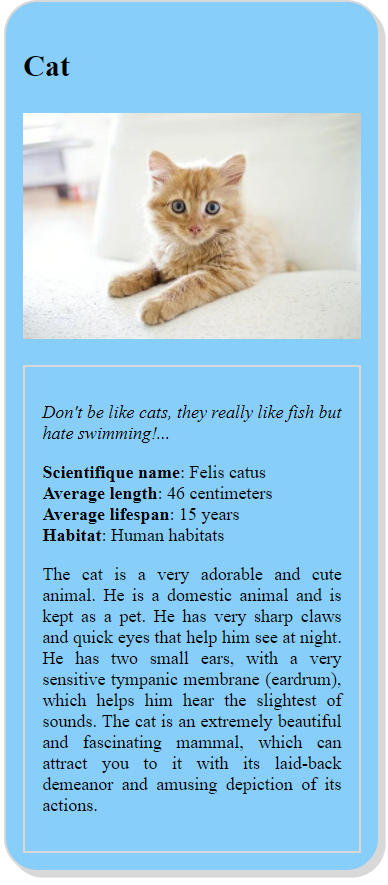 Cat
Don't be like cats, they really like fish but
hate swimming!...
Scientifique name: Felis catus
Average length: 46 centimeters
Average lifespan: 15 years
Habitat: Human habitats
The cat is a very adorable and cute
animal. He is a domestic animal and is
kept as a pet. He has very sharp claws
and quick eyes that help him see at night.
He has two small ears, with a very
sensitive tympanic membrane (eardrum),
which helps him hear the slightest of
sounds. The cat is an extremely beautiful
and fascinating mammal, which can
attract you to it with its laid-back
demeanor and amusing depiction of its
actions.